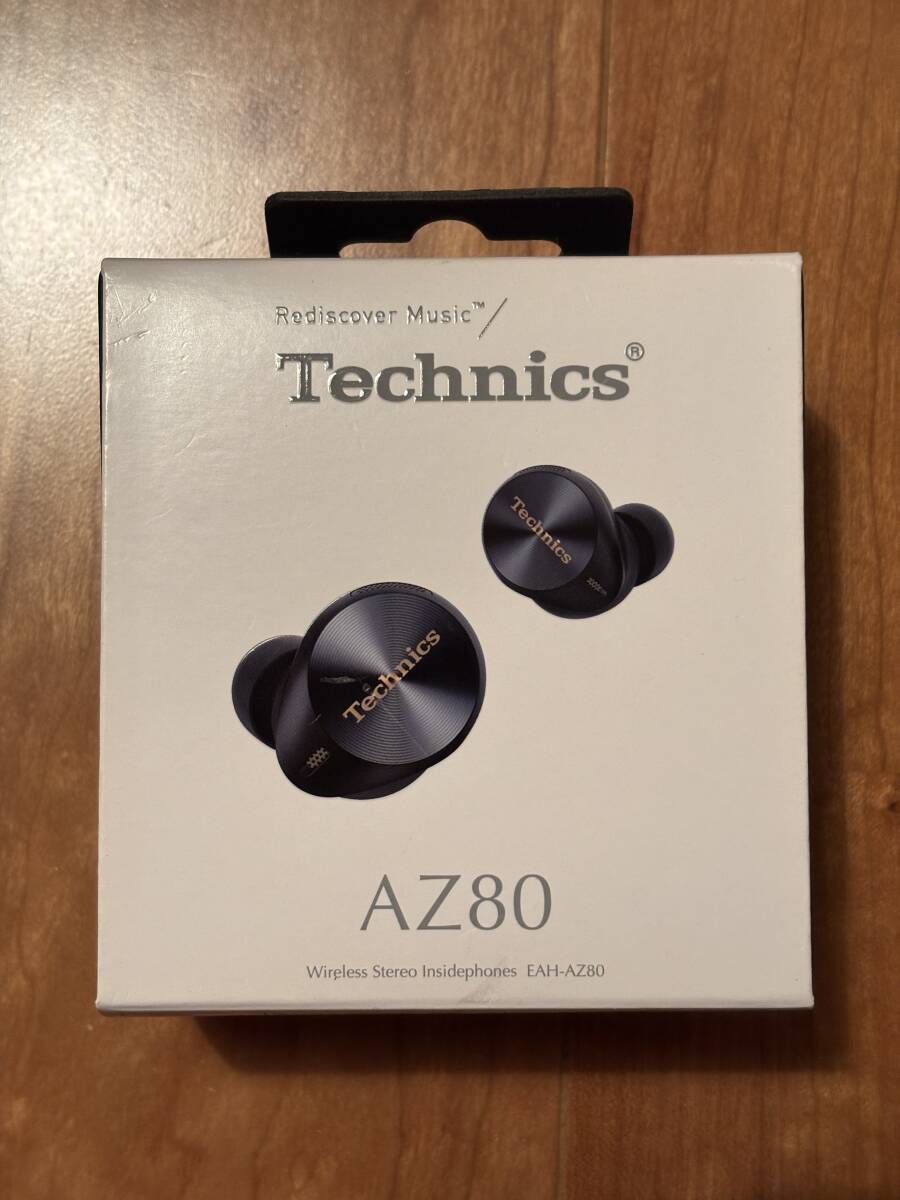 Rediscover Music™/
Technics®
Technics
Technics
AZ80
Wireless Stereo Insidephones EAH-AZ80